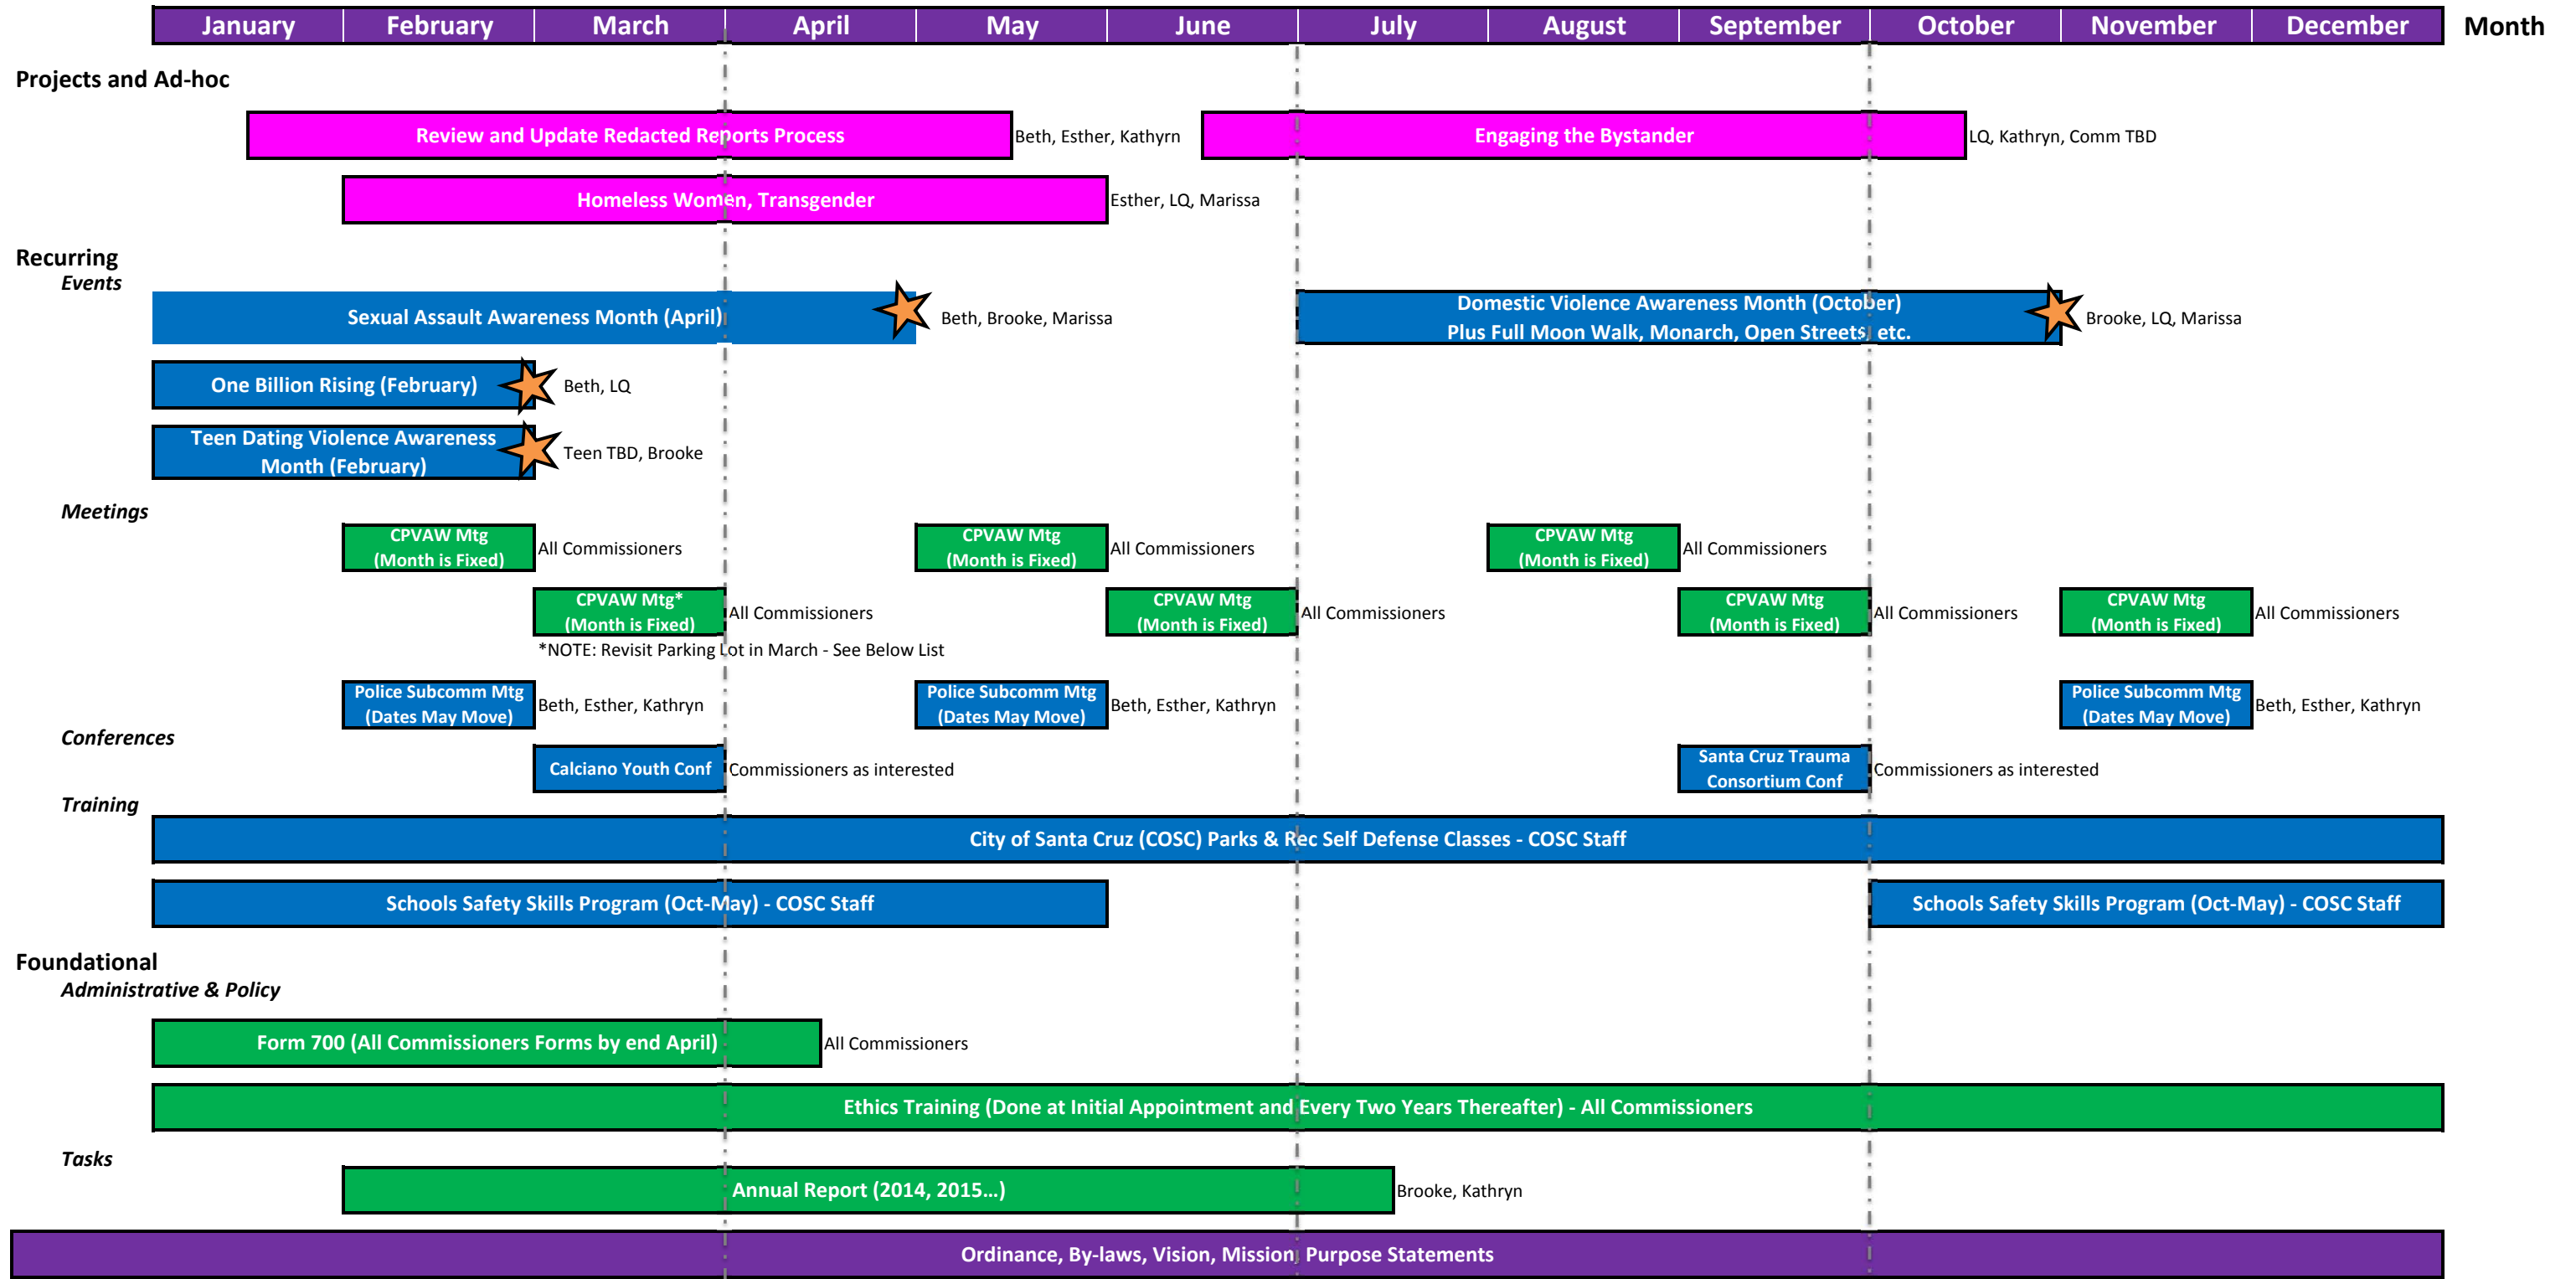 January February March April May June July August September October November December Month
Projects and Ad-hoc
Review and Update Redacted Reports Process Beth, Esther, Kathyrn Engaging the Bystander LQ, Kathryn, Comm TBD
Homeless Women, Transgender Esther, LQ, Marissa
Recurring
Events
Sexual Assault Awareness Month (April) Beth, Brooke, Marissa
Domestic Violence Awareness Month (October)
Plus Full Moon Walk, Monarch, Open Streets, etc.
Brooke, LQ, Marissa
One Billion Rising (February) Beth, LQ
Teen Dating Violence Awareness
Month (February)
Teen TBD, Brooke
Meetings
CPVAW Mtg
(Month is Fixed)
All Commissioners
CPVAW Mtg
(Month is Fixed)
All Commissioners
CPVAW Mtg
(Month is Fixed)
All Commissioners
CPVAW Mtg*
(Month is Fixed)
All Commissioners
CPVAW Mtg
(Month is Fixed)
All Commissioners
CPVAW Mtg
(Month is Fixed)
All Commissioners
CPVAW Mtg
(Month is Fixed)
All Commissioners
*NOTE: Revisit Parking Lot in March - See Below List
Police Subcomm Mtg
(Dates May Move)
Beth, Esther, Kathryn
Police Subcomm Mtg
(Dates May Move)
Beth, Esther, Kathryn
Police Subcomm Mtg
(Dates May Move)
Beth, Esther, Kathryn
Conferences
Calciano Youth Conf Commissioners as interested
Santa Cruz Trauma
Consortium Conf
Commissioners as interested
Training
City of Santa Cruz (COSC) Parks & Rec Self Defense Classes - COSC Staff
Schools Safety Skills Program (Oct-May) - COSC Staff Schools Safety Skills Program (Oct-May) - COSC Staff
Foundational
Administrative & Policy
Form 700 (All Commissioners Forms by end April) All Commissioners
Ethics Training (Done at Initial Appointment and Every Two Years Thereafter) - All Commissioners
Tasks
Annual Report (2014, 2015...) Brooke, Kathryn
Ordinance, By-laws, Vision, Mission, Purpose Statements